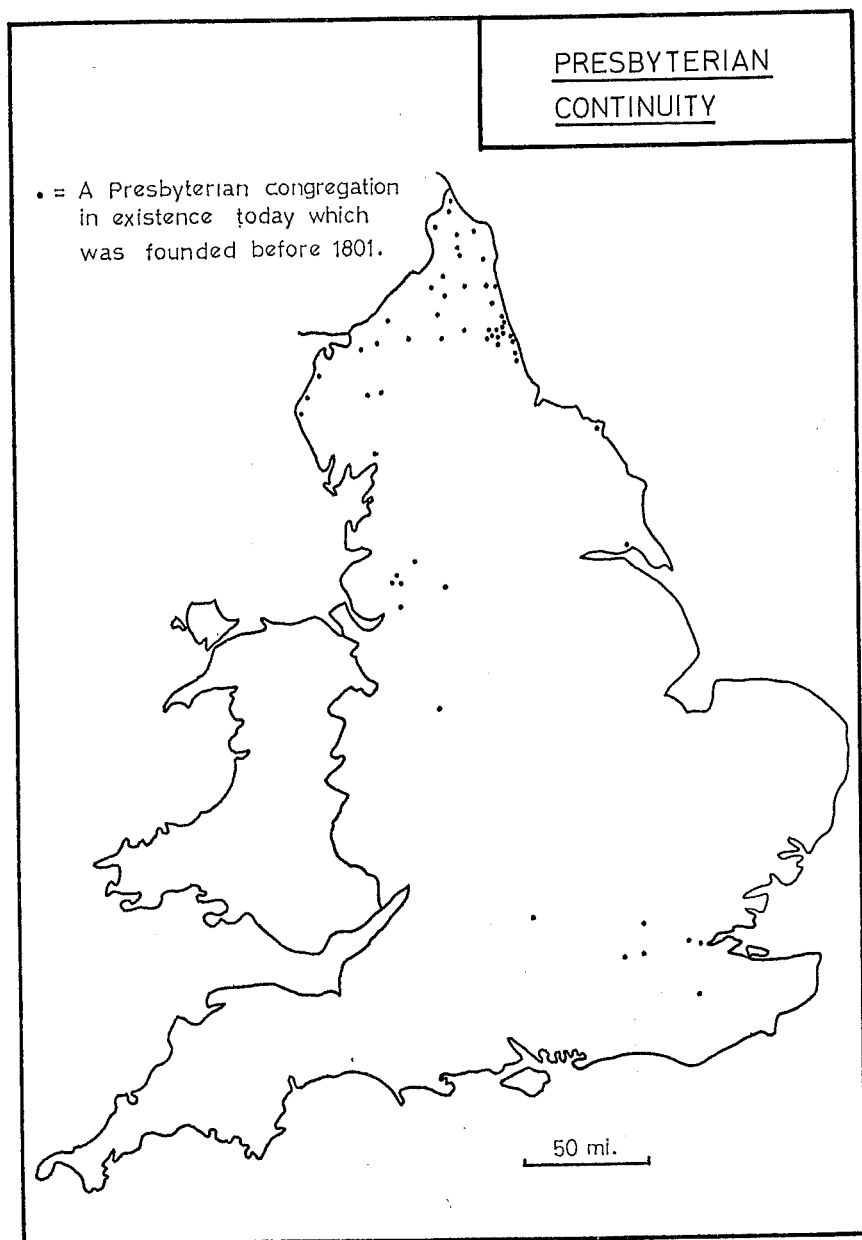 PRESBYTERIAN
CONTINUITY
• = A Presbyterian congregation
in existence today which
was founded before 1801.
50 mi.